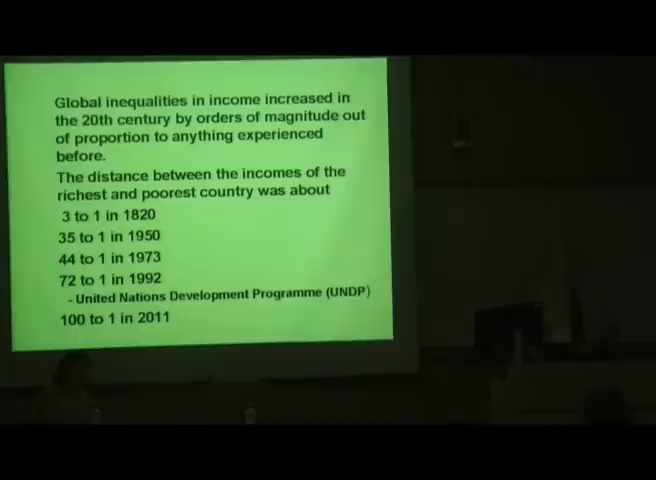 Global inequalities in income increased in
the 20th century by orders of magnitude out
of proportion to anything experienced
before.
The distance between the incomes of the
richest and poorest country was about
3 to 1 in 1820
35 to 1 in 1950
44 to 1 in 1973
72 to 1 in 1992
- United Nations Development Programme (UNDP)
100 to 1 in 2011